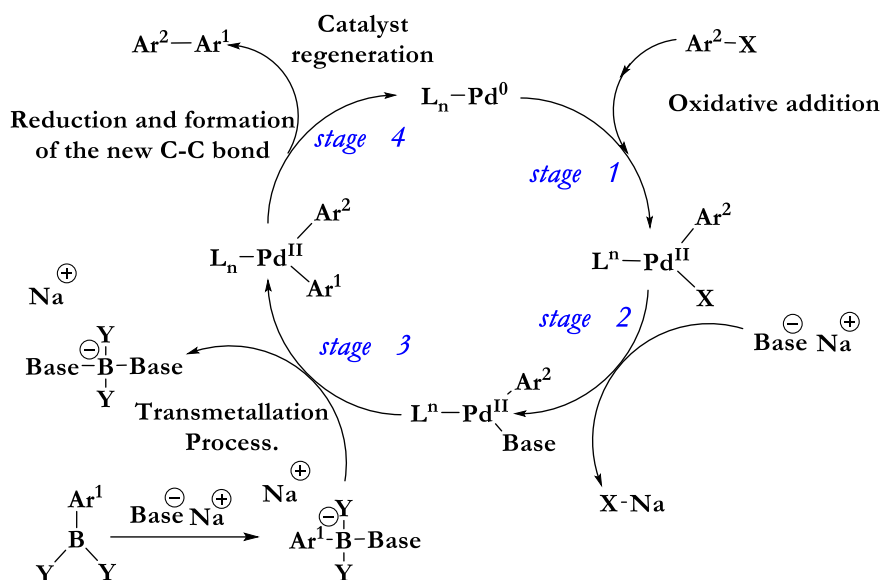 Catalyst
regeneration
Ar²—Ar¹
Ar²—X
Lₙ—Pd⁰
Oxidative addition
Reduction and formation
of the new C-C bond
stage 4
stage 1
Ar²
Lₙ—Pdᴵᴵ
Ar¹
Ar²
Lⁿ—Pdᴵᴵ
X
Na⊕
stage 2
stage 3
Base⊖ Na⊕
Y
Base—B⊖—Base
Y
Ar²
Lⁿ—Pdᴵᴵ
Base
Transmetallation
Process.
X-Na
Ar¹
B
Y Y
Base⊖ Na⊕
Na⊕
Y
Ar¹-B⊖—Base
Y